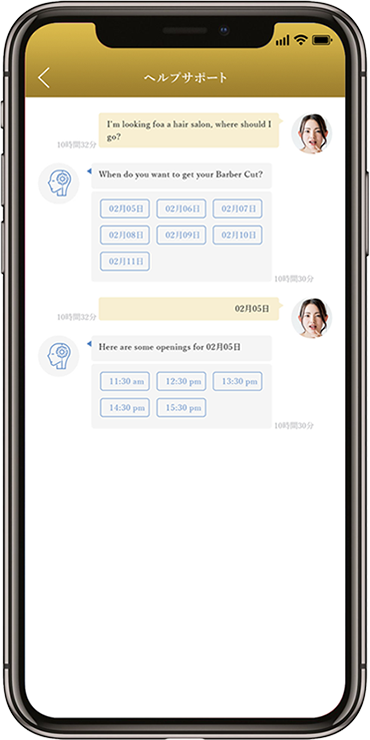 ヘルプサポート
I'm looking foa a hair salon, where should I
go?
10時間32分
When do you want to get your Barber Cut?
02月05日 02月06日 02月07日
02月08日 02月09日 02月10日
02月11日
10時間30分
02月05日
10時間32分
Here are some openings for 02月05日
11:30 am 12:30 pm 13:30 pm
14:30 pm 15:30 pm
10時間30分